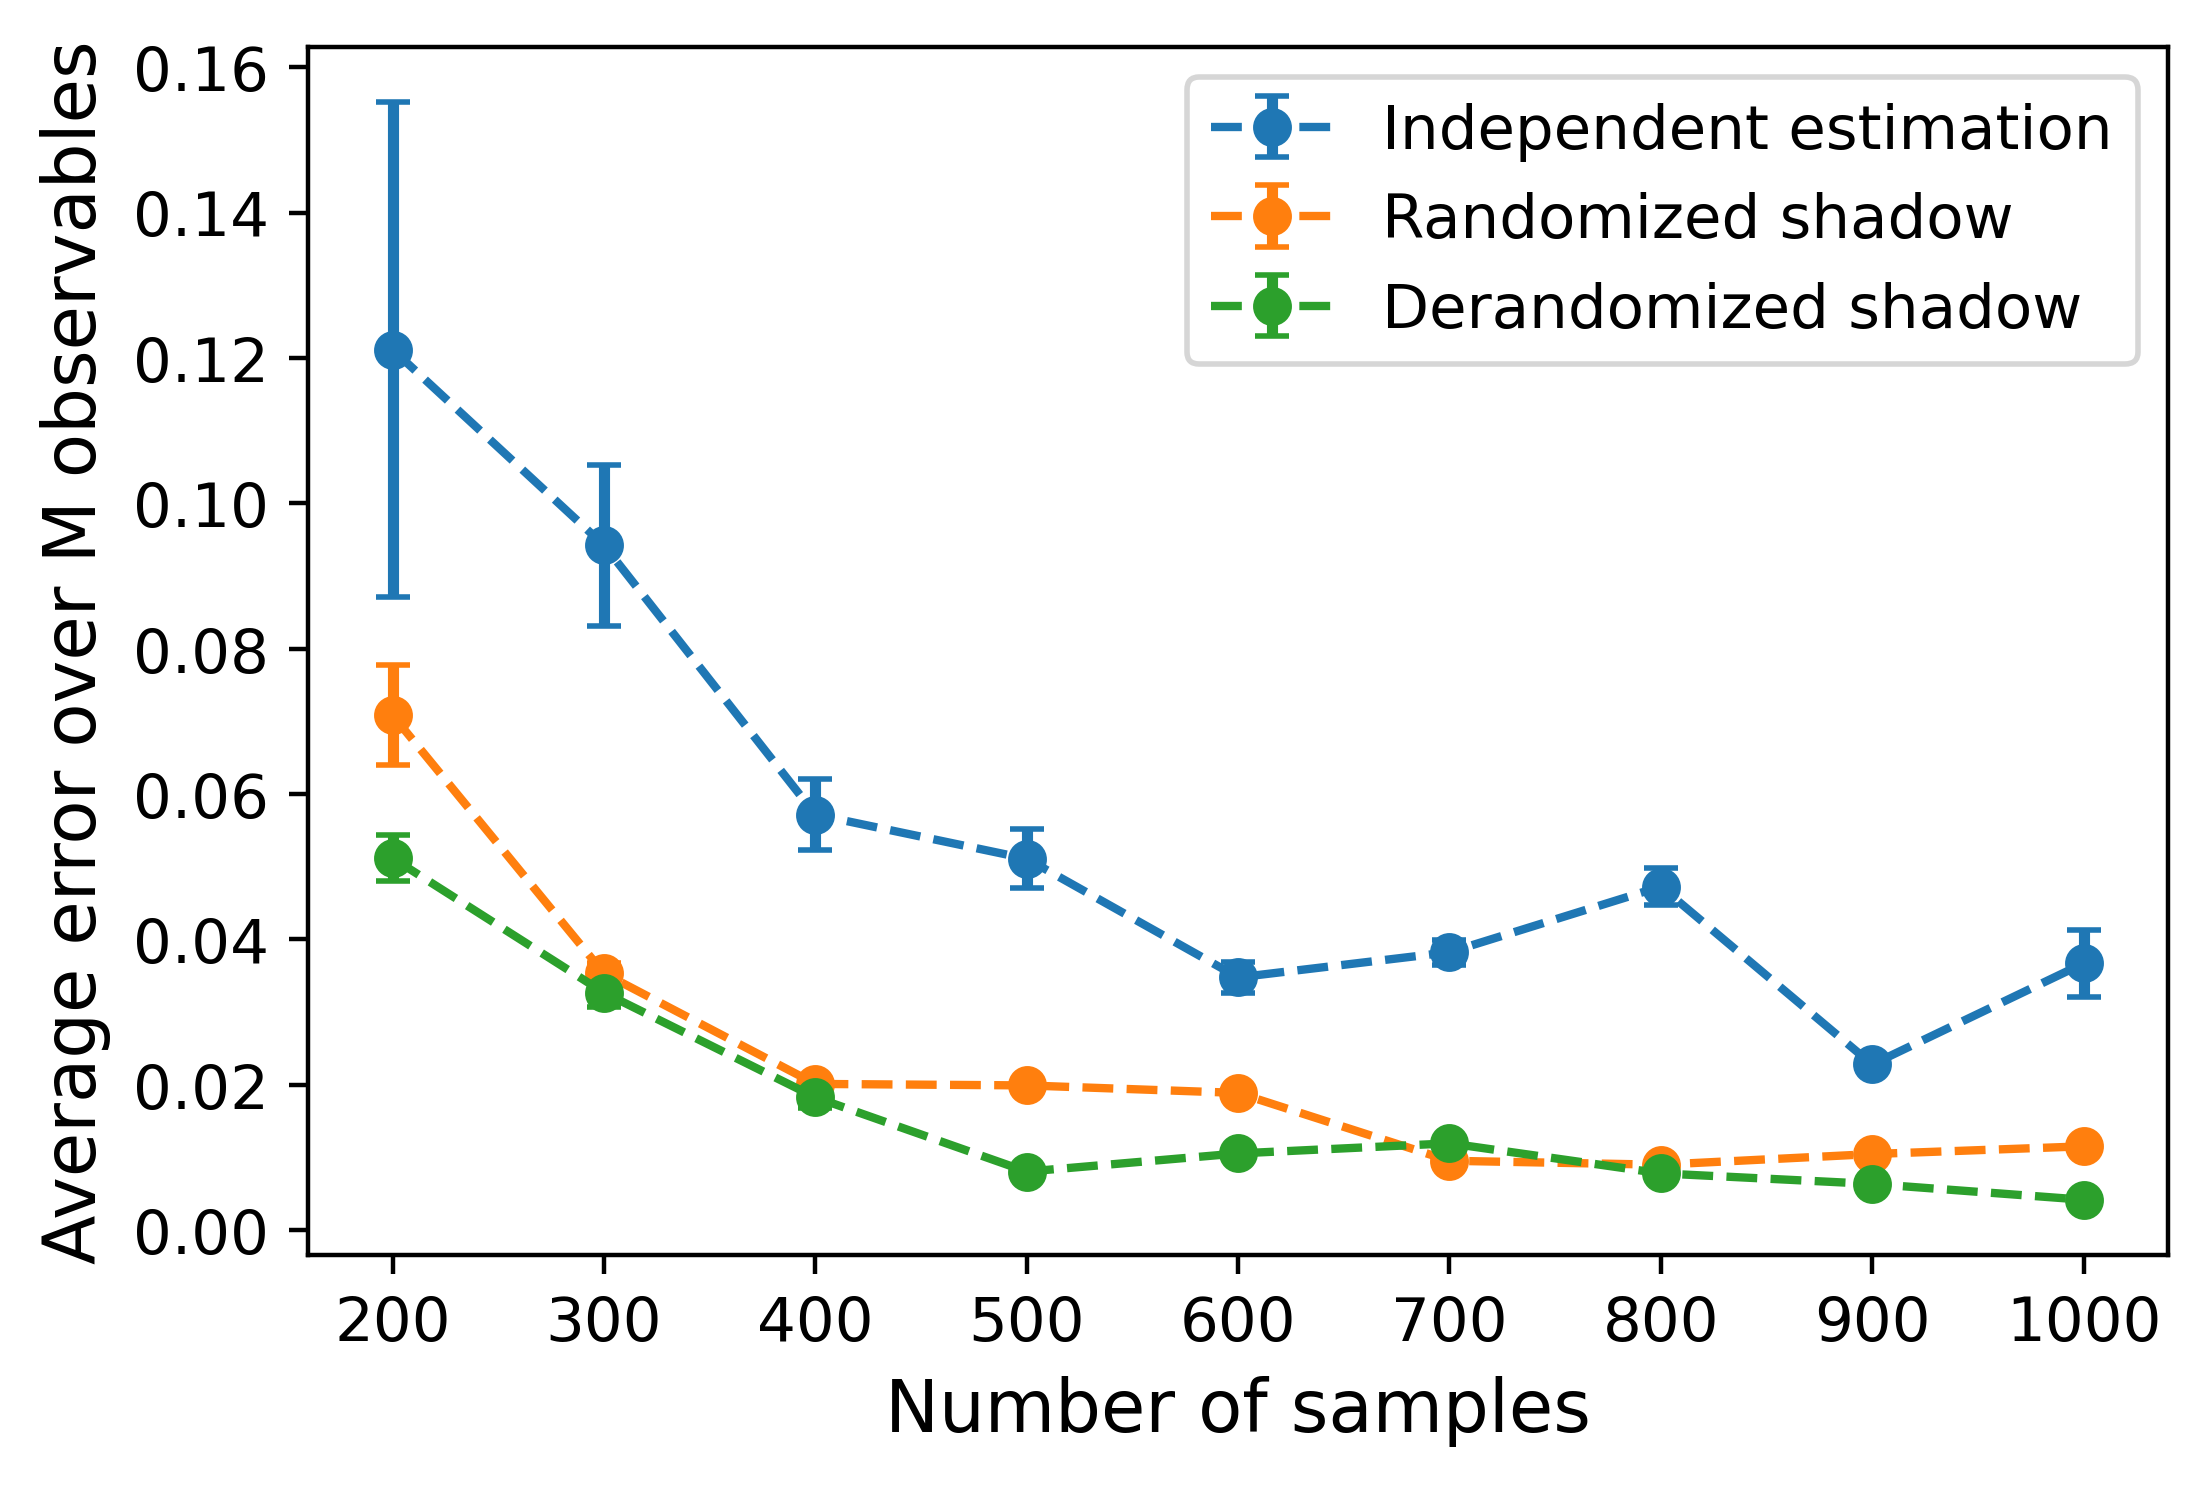 Average error over M observables
0.16
0.14
0.12
0.10
0.08
0.06
0.04
0.02
0.00
Independent estimation
Randomized shadow
Derandomized shadow
200 300 400 500 600 700 800 900 1000
Number of samples